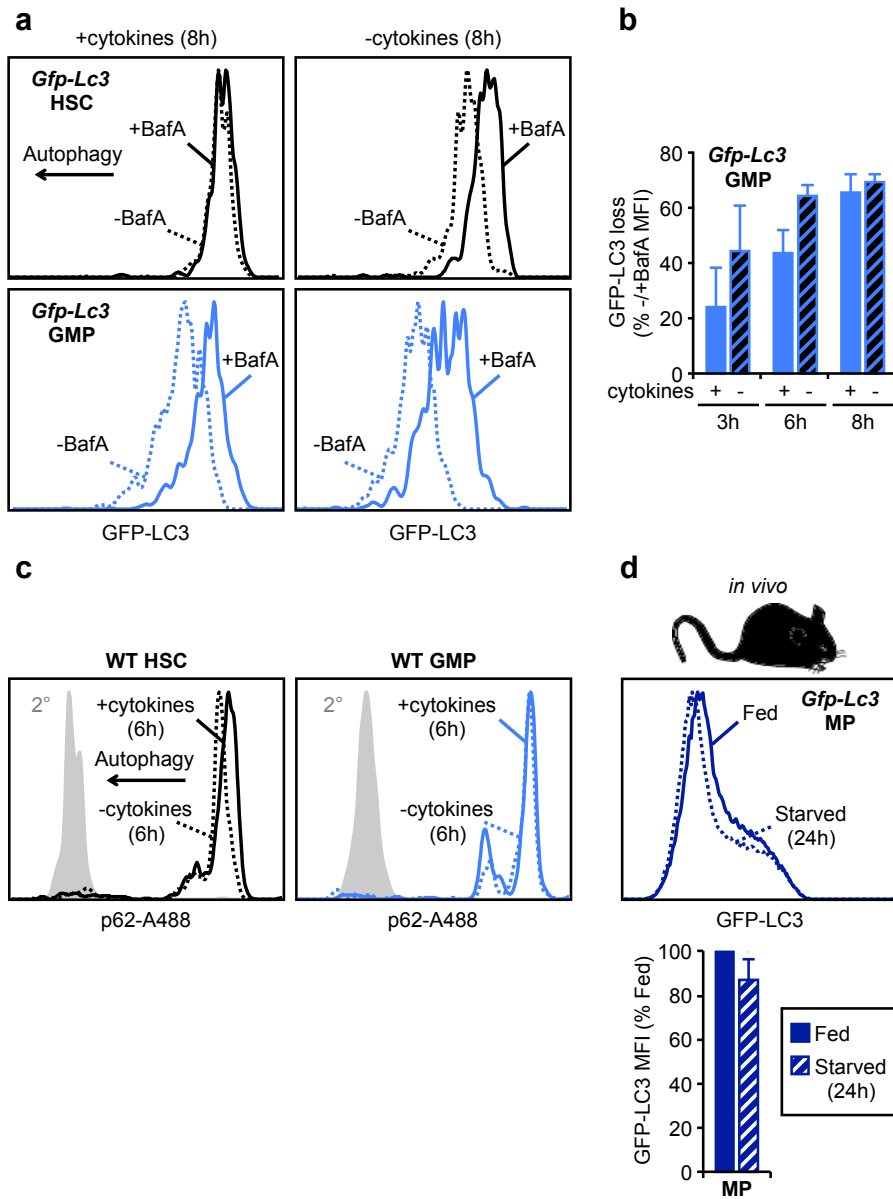 a
+cytokines (8h)
-cytokines (8h)
Gfp-Lc3
HSC
+BafA
Autophagy
-BafA
+BafA
-BafA
Gfp-Lc3
GMP
+BafA
-BafA
+BafA
-BafA
GFP-LC3
GFP-LC3
b
Gfp-Lc3
GMP
GFP-LC3 loss
(% -/+BafA MFI)
80
60
40
20
0
cytokines + - + - + -
3h 6h 8h
c
WT HSC
WT GMP
2°
+cytokines
(6h)
Autophagy
-cytokines
(6h)
2°
+cytokines
(6h)
-cytokines
(6h)
p62-A488
p62-A488
d
in vivo
Gfp-Lc3
MP
Fed
Starved
(24h)
GFP-LC3
GFP-LC3 MFI (% Fed)
100
80
60
40
20
0
MP
Fed
Starved
(24h)